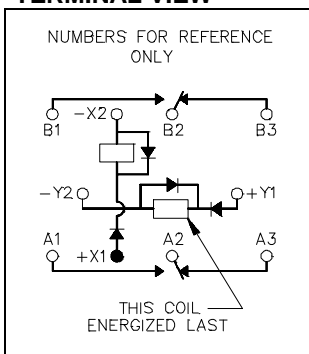 TERMINAL VIEW
NUMBERS FOR REFERENCE
ONLY
-X2
B1 B2 B3
-Y2 +Y1
A1 A2 A3
+X1
THIS COIL
ENERGIZED LAST